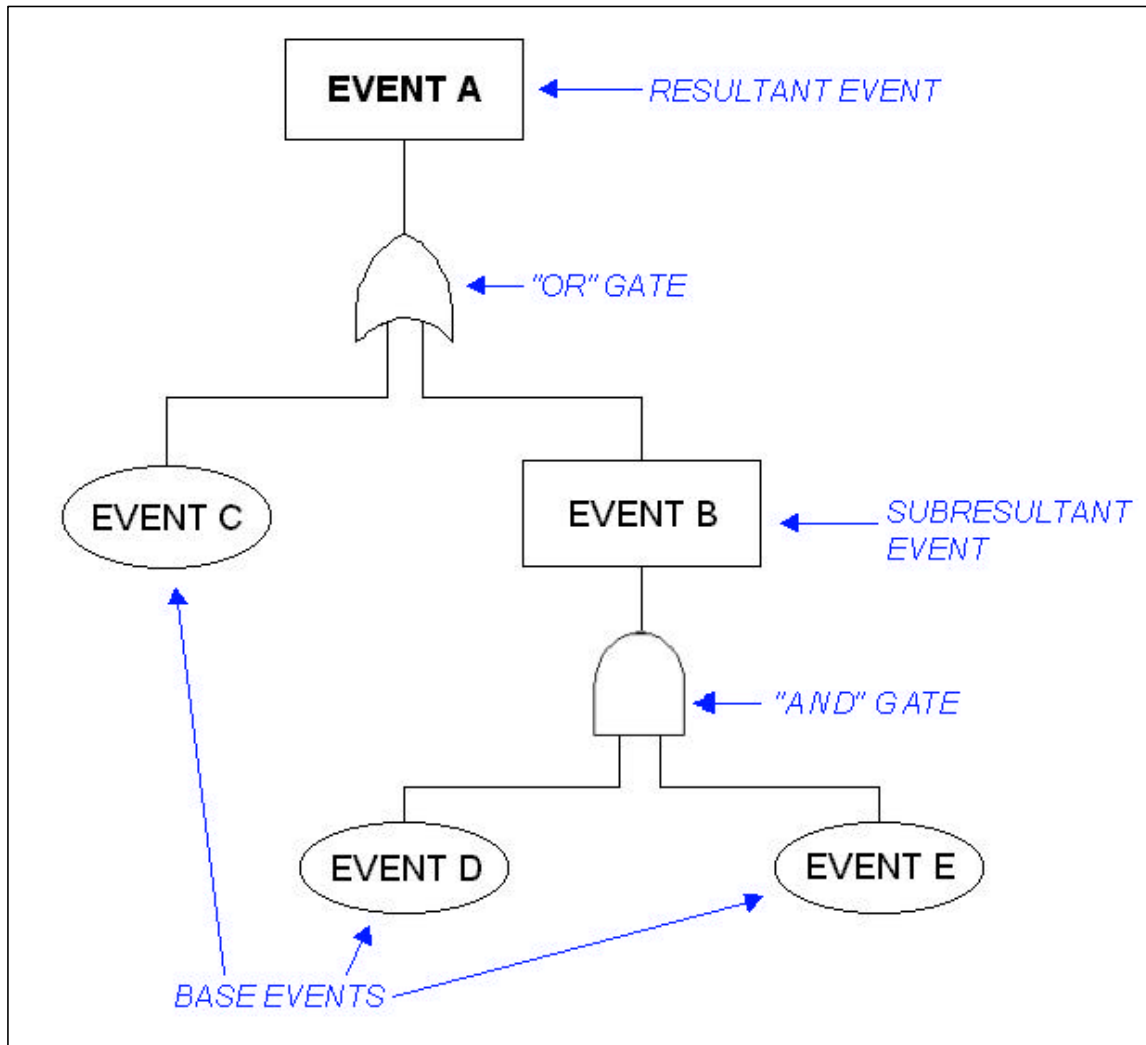 EVENT A
RESULTANT EVENT
"OR" GATE
EVENT C
EVENT B
SUBRESULTANT
EVENT
"AND" GATE
EVENT D
EVENT E
BASE EVENTS